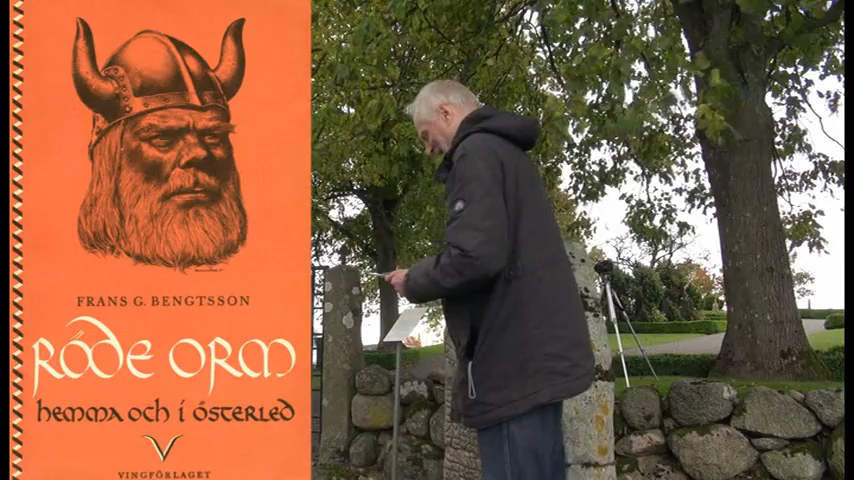 FRANS G. BENGTSSON
RÖDE ORM
HEMMA OCH I ÖSTERLED
V
VINGFÖRLAGET